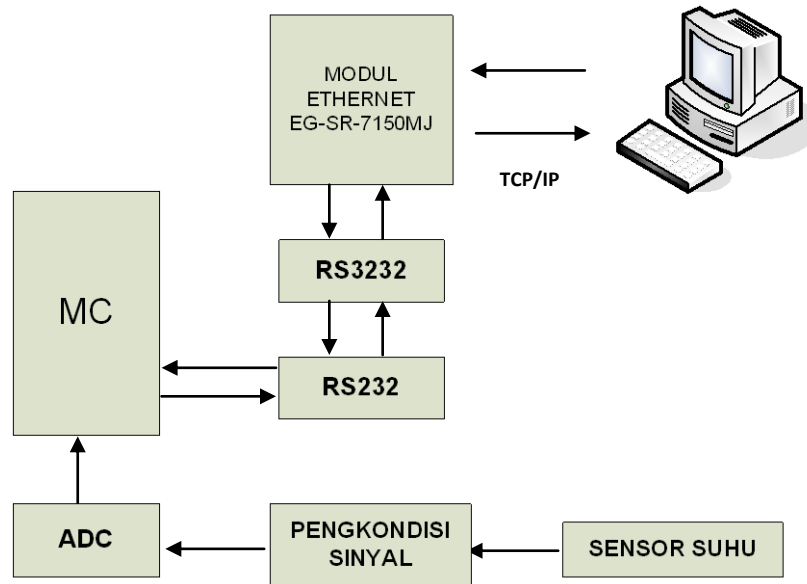 MODUL
ETHERNET
EG-SR-7150MJ
TCP/IP
RS3232
MC
RS232
ADC
PENGKONDISI
SINYAL
SENSOR SUHU